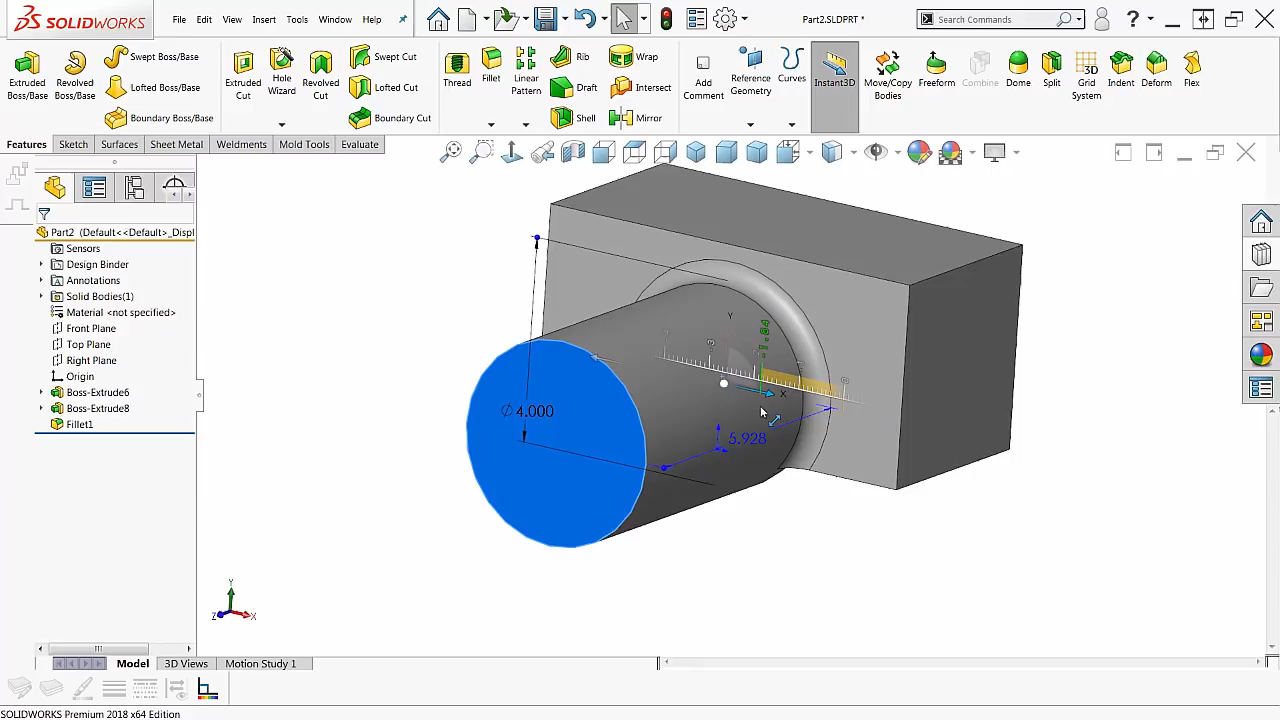 SOLIDWORKS
File Edit View Insert Tools Window Help
Part2.SLDPRT *
Search Commands
Extruded Boss/Base
Revolved Boss/Base
Swept Boss/Base
Lofted Boss/Base
Boundary Boss/Base
Extruded Cut
Hole Wizard
Revolved Cut
Swept Cut
Lofted Cut
Boundary Cut
Thread
Fillet
Linear Pattern
Rib
Draft
Shell
Wrap
Intersect
Mirror
Add Comment
Reference Geometry
Curves
Instant3D
Move/Copy Bodies
Freeform
Combine
Dome
Split
Grid System
Indent
Deform
Flex
Features Sketch Surfaces Sheet Metal Weldments Mold Tools Evaluate
Part2 (Default<<Default>_Displ
Sensors
Design Binder
Annotations
Solid Bodies(1)
Material <not specified>
Front Plane
Top Plane
Right Plane
Origin
Boss-Extrude6
Boss-Extrude8
Fillet1
Y
X
∅4.000
5.928
Y
Z X
Model 3D Views Motion Study 1
SOLIDWORKS Premium 2018 x64 Edition